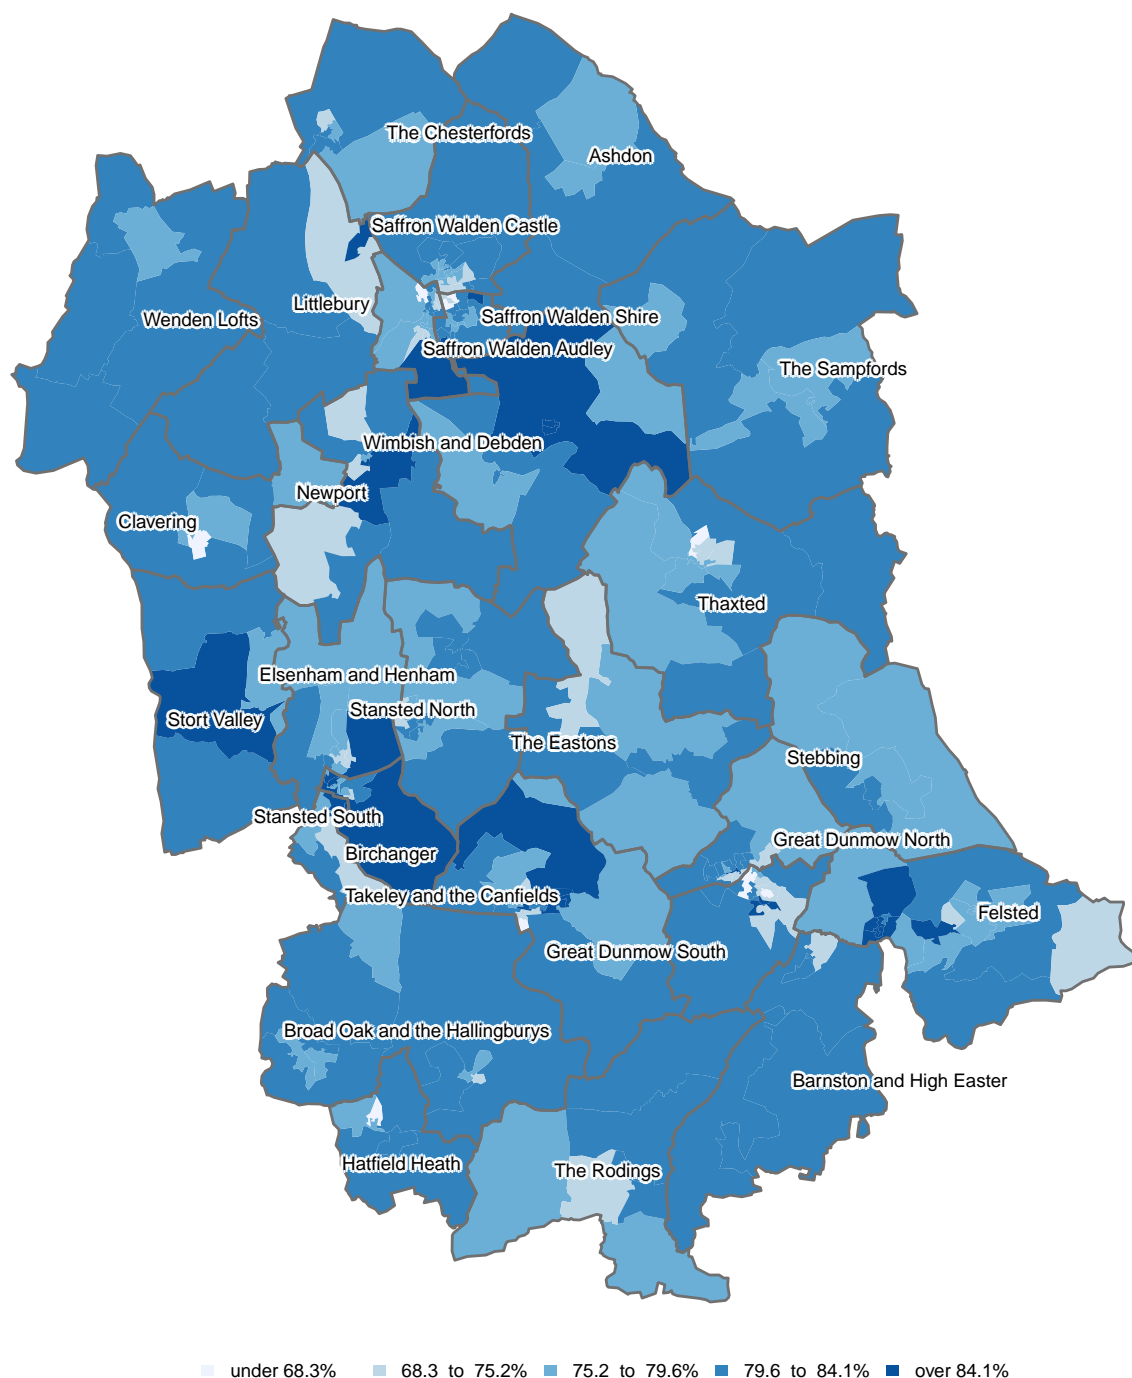 The Chesterfords
Ashdon
Saffron Walden Castle
Littlebury
Wenden Lofts
Saffron Walden Shire
Saffron Walden Audley
The Sampfords
Wimbish and Debden
Newport
Clavering
Thaxted
Elsenham and Henham
Stansted North
Stort Valley
The Eastons
Stebbing
Stansted South
Great Dunmow North
Birchanger
Takeley and the Canfields
Felsted
Great Dunmow South
Broad Oak and the Hallingburys
Barnston and High Easter
Hatfield Heath
The Rodings
under 68.3% 68.3 to 75.2% 75.2 to 79.6% 79.6 to 84.1% over 84.1%